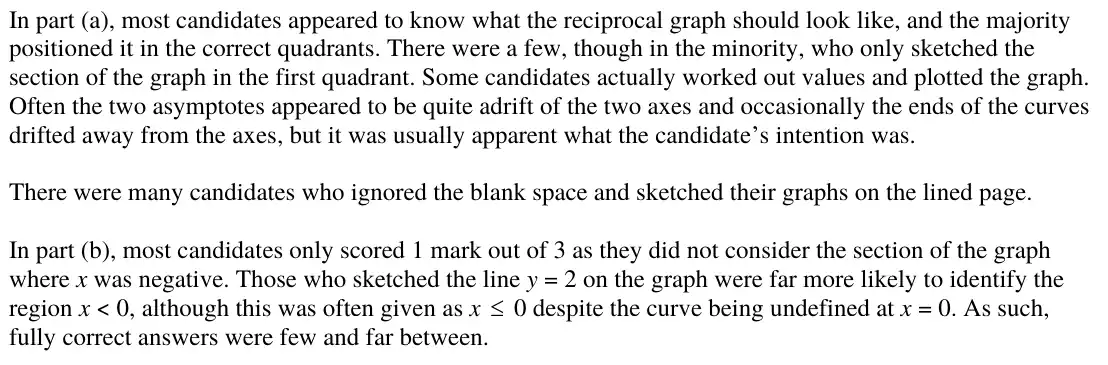 In part (a), most candidates appeared to know what the reciprocal graph should look like, and the majority
positioned it in the correct quadrants. There were a few, though in the minority, who only sketched the
section of the graph in the first quadrant. Some candidates actually worked out values and plotted the graph.
Often the two asymptotes appeared to be quite adrift of the two axes and occasionally the ends of the curves
drifted away from the axes, but it was usually apparent what the candidate’s intention was.
There were many candidates who ignored the blank space and sketched their graphs on the lined page.
In part (b), most candidates only scored 1 mark out of 3 as they did not consider the section of the graph
where x was negative. Those who sketched the line y = 2 on the graph were far more likely to identify the
region x < 0, although this was often given as x ≤ 0 despite the curve being undefined at x = 0. As such,
fully correct answers were few and far between.